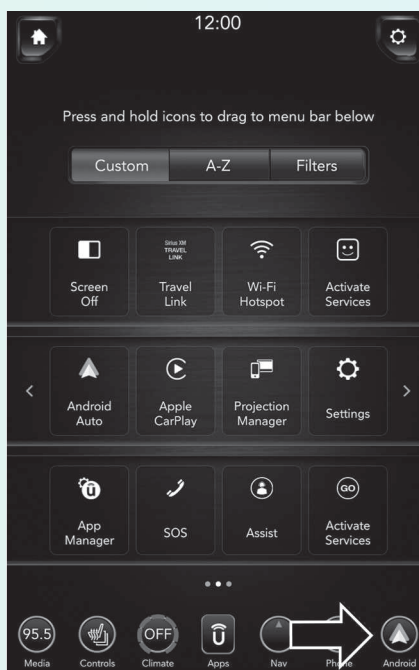 12:00
Press and hold icons to drag to menu bar below
Custom A-Z Filters
Screen Off
SiriusXM TRAVEL LINK
Travel Link
Wi-Fi Hotspot
Activate Services
Android Auto
Apple CarPlay
Projection Manager
Settings
App Manager
SOS
Assist
GO
Activate Services
95.5
OFF
Media Controls Climate Apps Nav Phone Android